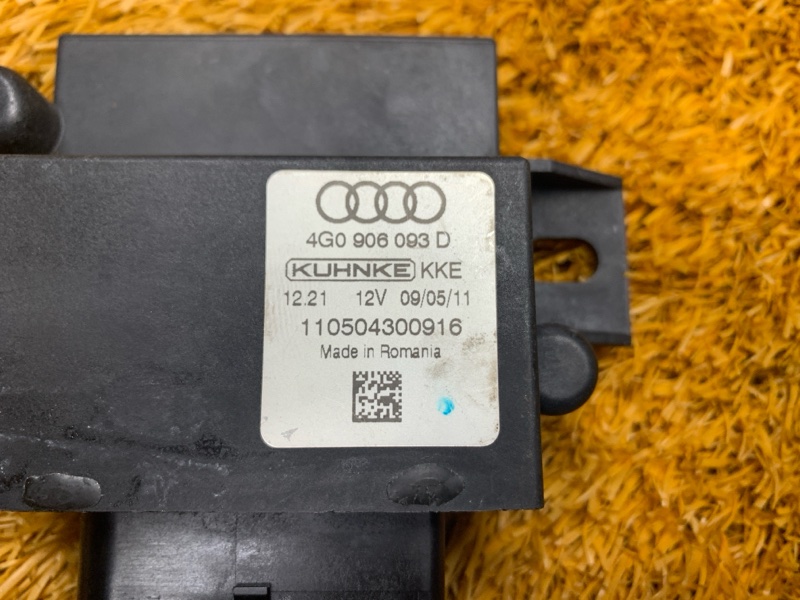 4G0 906 093 D
KUHNKE KKE
12.21 12V 09/05/11
110504300916
Made in Romania